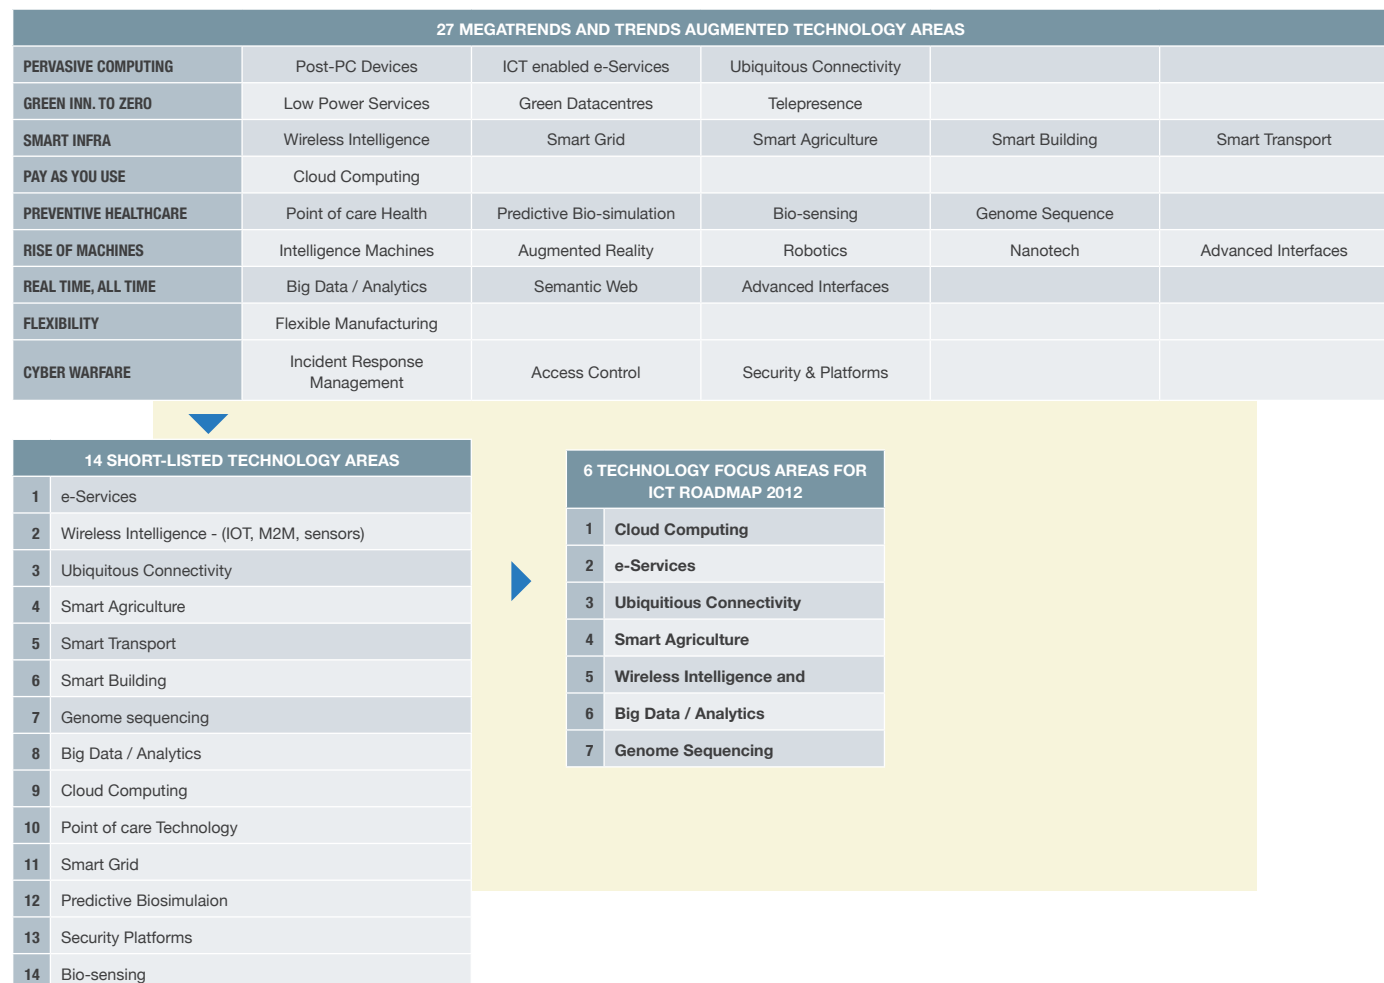 27 MEGATRENDS AND TRENDS AUGMENTED TECHNOLOGY AREAS
PERVASIVE COMPUTING Post-PC Devices ICT enabled e-Services Ubiquitous Connectivity
GREEN INN. TO ZERO Low Power Services Green Datacentres Telepresence
SMART INFRA Wireless Intelligence Smart Grid Smart Agriculture Smart Building Smart Transport
PAY AS YOU USE Cloud Computing
PREVENTIVE HEALTHCARE Point of care Health Predictive Bio-simulation Bio-sensing Genome Sequence
RISE OF MACHINES Intelligence Machines Augmented Reality Robotics Nanotech Advanced Interfaces
REAL TIME, ALL TIME Big Data / Analytics Semantic Web Advanced Interfaces
FLEXIBILITY Flexible Manufacturing
CYBER WARFARE Incident Response
Management Access Control Security & Platforms
14 SHORT-LISTED TECHNOLOGY AREAS
1 e-Services
2 Wireless Intelligence - (IOT, M2M, sensors)
3 Ubiquitous Connectivity
4 Smart Agriculture
5 Smart Transport
6 Smart Building
7 Genome sequencing
8 Big Data / Analytics
9 Cloud Computing
10 Point of care Technology
11 Smart Grid
12 Predictive Biosimulaion
13 Security Platforms
14 Bio-sensing
6 TECHNOLOGY FOCUS AREAS FOR
ICT ROADMAP 2012
1 Cloud Computing
2 e-Services
3 Ubiquitious Connectivity
4 Smart Agriculture
5 Wireless Intelligence and
6 Big Data / Analytics
7 Genome Sequencing